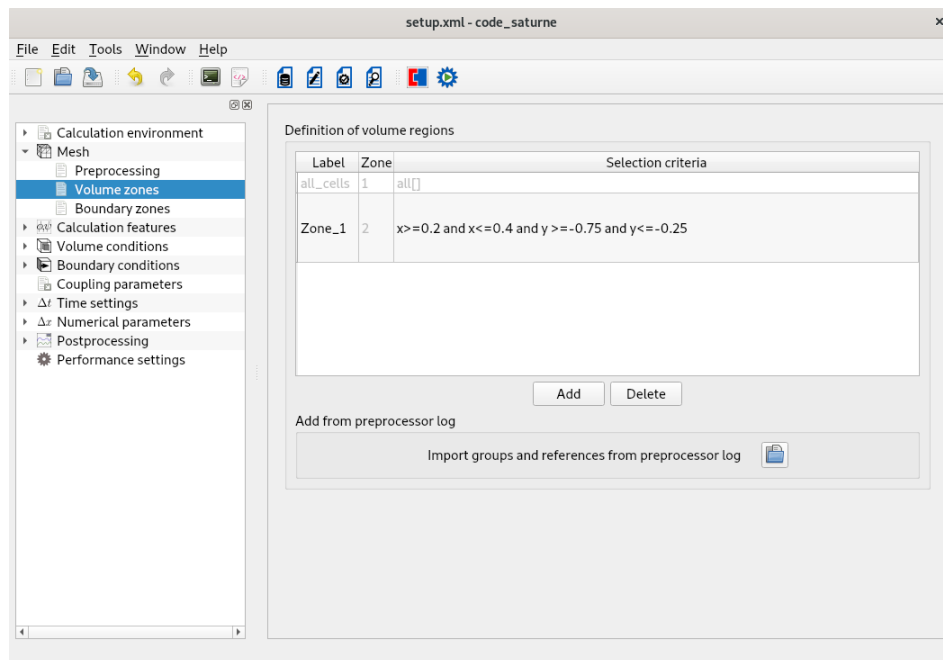 setup.xml - code_saturne
File Edit Tools Window Help
Calculation environment
Mesh
Preprocessing
Volume zones
Boundary zones
Calculation features
Volume conditions
Boundary conditions
Coupling parameters
Δt Time settings
Δx Numerical parameters
Postprocessing
Performance settings
Definition of volume regions
Label Zone Selection criteria
all_cells 1 all[]
Zone_1 2 x>=0.2 and x<=0.4 and y >=-0.75 and y<=-0.25
Add Delete
Add from preprocessor log
Import groups and references from preprocessor log